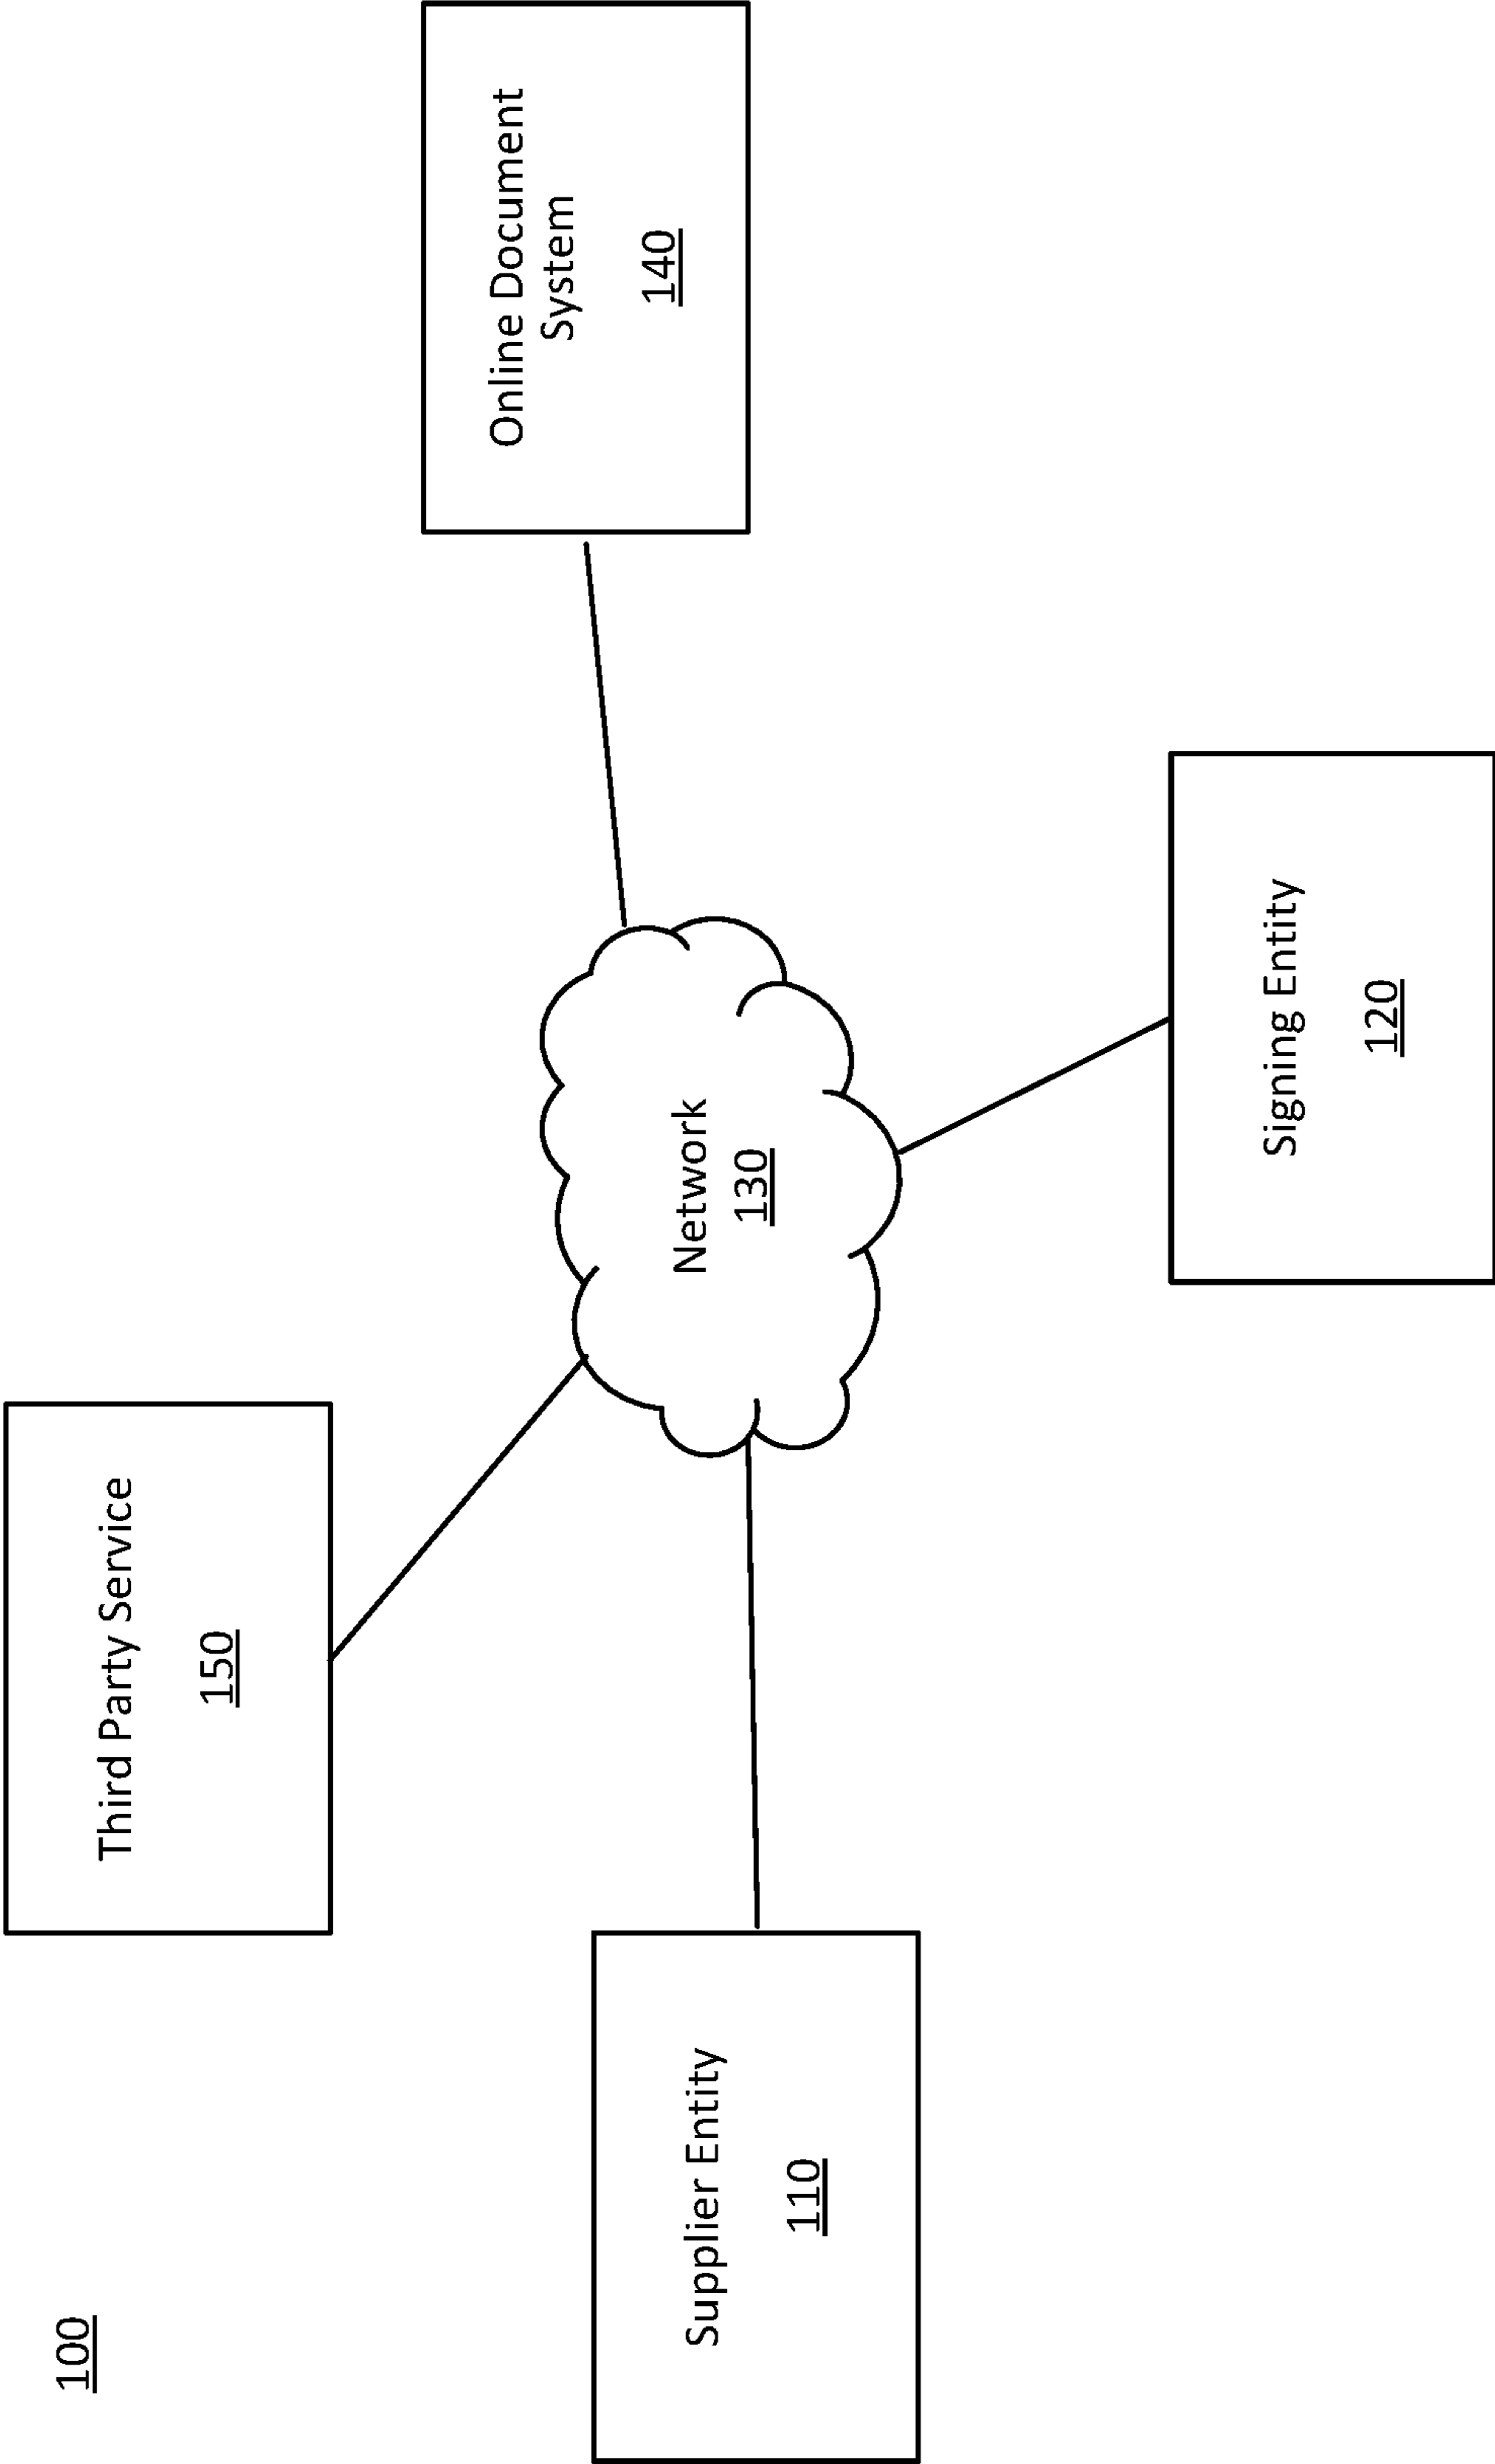 100
Third Party Service
150
Online Document
System
140
Network
130
Supplier Entity
110
Signing Entity
120